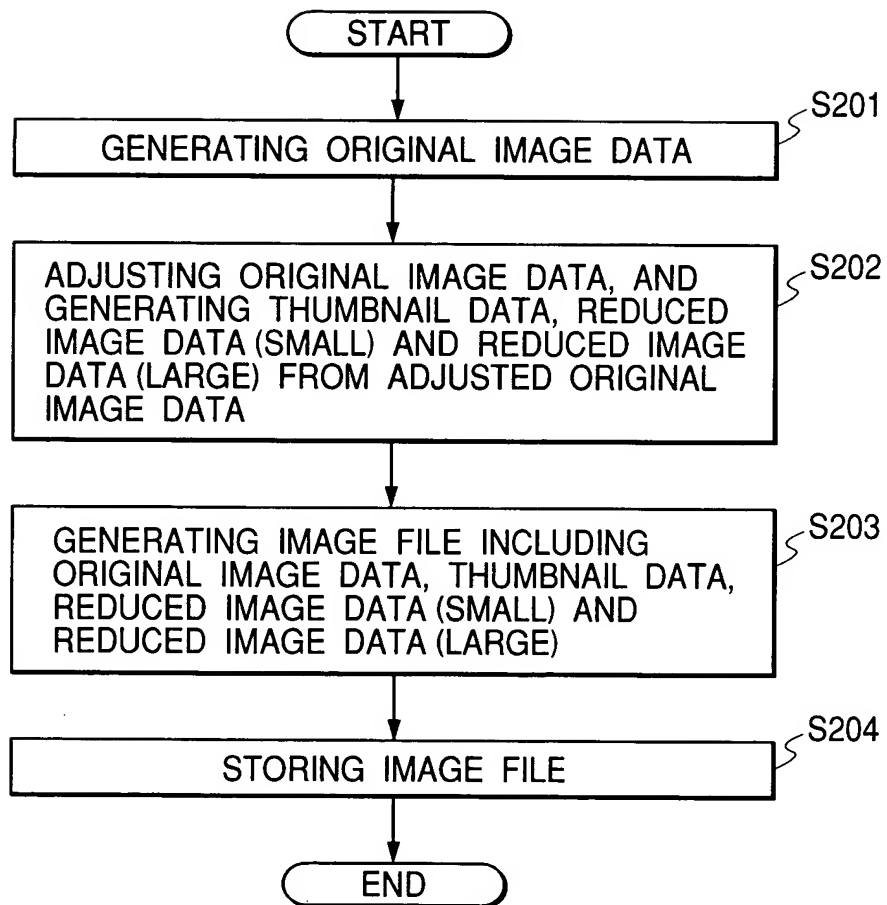 START
S201
GENERATING ORIGINAL IMAGE DATA
S202
ADJUSTING ORIGINAL IMAGE DATA, AND
GENERATING THUMBNAIL DATA, REDUCED
IMAGE DATA (SMALL) AND REDUCED IMAGE
DATA (LARGE) FROM ADJUSTED ORIGINAL
IMAGE DATA
S203
GENERATING IMAGE FILE INCLUDING
ORIGINAL IMAGE DATA, THUMBNAIL DATA,
REDUCED IMAGE DATA (SMALL) AND
REDUCED IMAGE DATA (LARGE)
S204
STORING IMAGE FILE
END